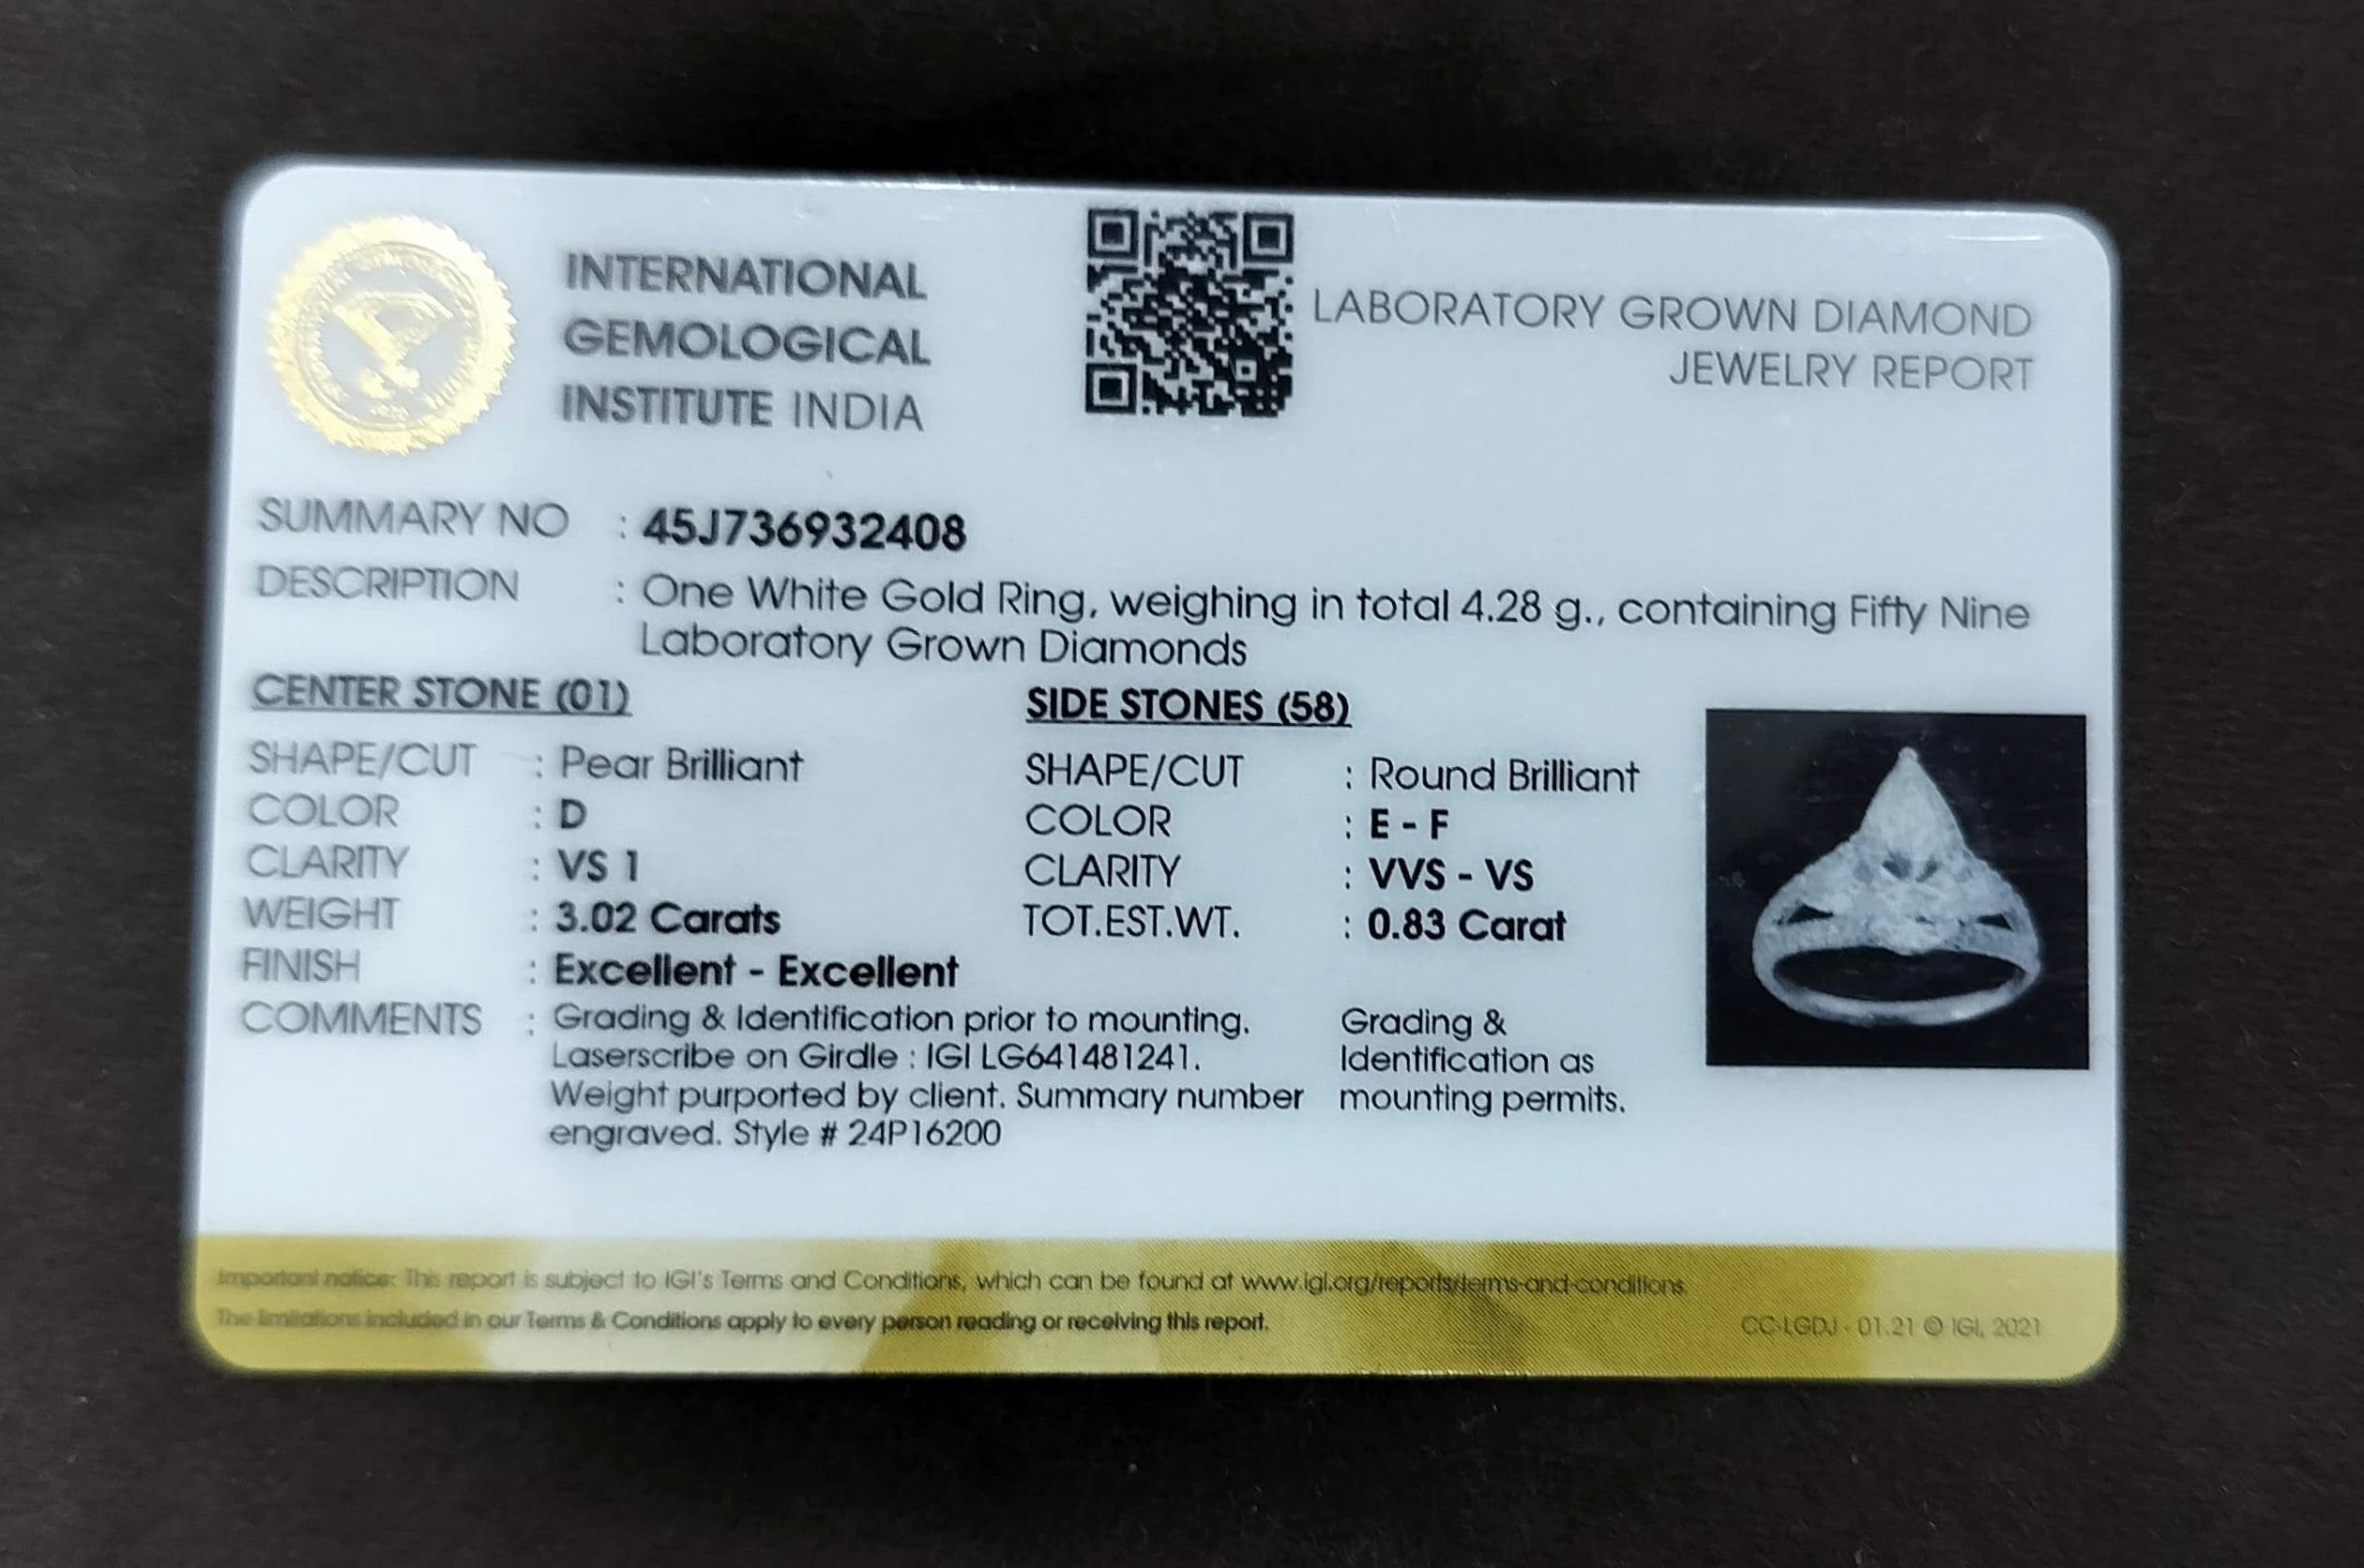 INTERNATIONAL
GEMOLOGICAL
INSTITUTE INDIA
LABORATORY GROWN DIAMOND
JEWELRY REPORT
SUMMARY NO : 45J736932408
DESCRIPTION : One White Gold Ring, weighing in total 4.28 g., containing Fifty Nine
Laboratory Grown Diamonds
CENTER STONE (01)
SHAPE/CUT : Pear Brilliant
COLOR : D
CLARITY : VS 1
WEIGHT : 3.02 Carats
FINISH : Excellent - Excellent
COMMENTS : Grading & Identification prior to mounting.
Laserscribe on Girdle : IGI LG641481241.
Weight purported by client. Summary number
engraved. Style # 24P16200
SIDE STONES (58)
SHAPE/CUT : Round Brilliant
COLOR : E - F
CLARITY : VVS - VS
TOT.EST.WT. : 0.83 Carat
Grading &
Identification as
mounting permits.
Important notice: This report is subject to IGI's Terms and Conditions, which can be found at www.igi.org/reports/terms-and-conditions.
The limitations included in our Terms & Conditions apply to every person reading or receiving this report.
CC-LGDJ - 01.21 © IGI, 2021